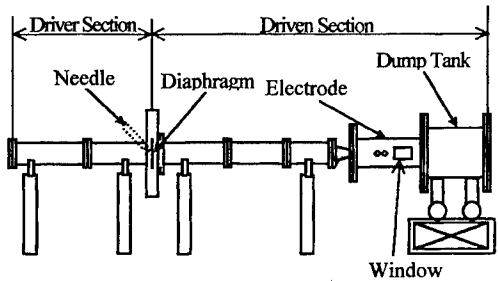 Driver Section
Driven Section
Dump Tank
Needle
Diaphragm
Electrode
Window